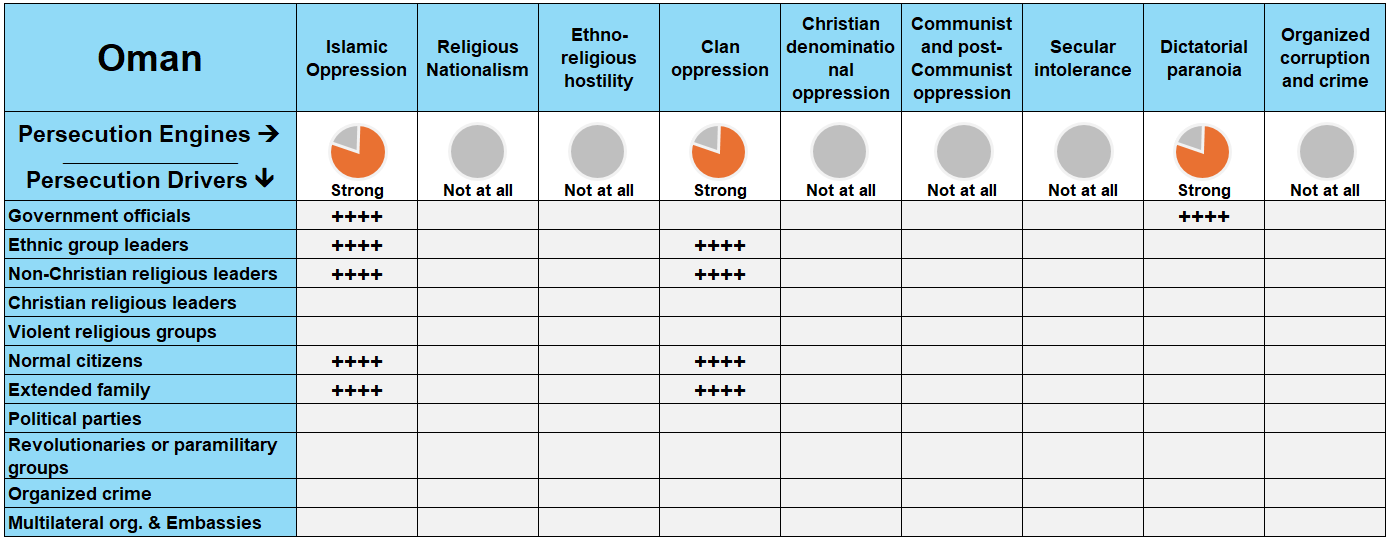 Oman
Islamic
Oppression
Religious
Nationalism
Ethno-
religious
hostility
Clan
oppression
Christian
denominatio
nal
oppression
Communist
and post-
Communist
oppression
Secular
intolerance
Dictatorial
paranoia
Organized
corruption
and crime
Persecution Engines →
Persecution Drivers ↓
Strong
Not at all
Not at all
Strong
Not at all
Not at all
Not at all
Strong
Not at all
Government officials ++++ ++++
Ethnic group leaders ++++ ++++
Non-Christian religious leaders ++++ ++++
Christian religious leaders
Violent religious groups
Normal citizens ++++ ++++
Extended family ++++ ++++
Political parties
Revolutionaries or paramilitary
groups
Organized crime
Multilateral org. & Embassies